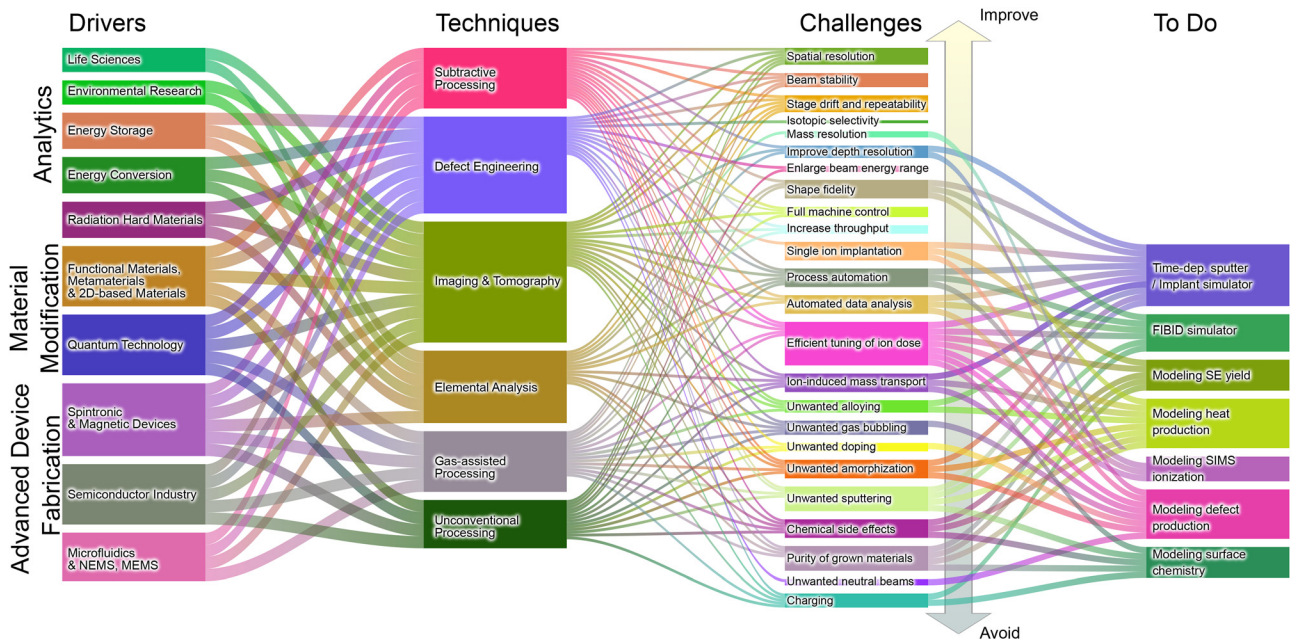 Drivers
Techniques
Challenges
To Do
Improve
Avoid
Analytics
Material
Modification
Advanced Device
Fabrication
Life Sciences
Environmental Research
Energy Storage
Energy Conversion
Radiation Hard Materials
Functional Materials,
Metamaterials
& 2D-based Materials
Quantum Technology
Spintronic
& Magnetic Devices
Semiconductor Industry
Microfluidics
& NEMS, MEMS
Subtractive
Processing
Defect Engineering
Imaging & Tomography
Elemental Analysis
Gas-assisted
Processing
Unconventional
Processing
Spatial resolution
Beam stability
Stage drift and repeatability
Isotopic selectivity
Mass resolution
Improve depth resolution
Enlarge beam energy range
Shape fidelity
Full machine control
Increase throughput
Single ion implantation
Process automation
Automated data analysis
Efficient tuning of ion dose
Ion-induced mass transport
Unwanted alloying
Unwanted gas bubbling
Unwanted doping
Unwanted amorphization
Unwanted sputtering
Chemical side effects
Purity of grown materials
Unwanted neutral beams
Charging
Time-dep. sputter
/ Implant simulator
FIBID simulator
Modeling SE yield
Modeling heat
production
Modeling SIMS
ionization
Modeling defect
production
Modeling surface
chemistry